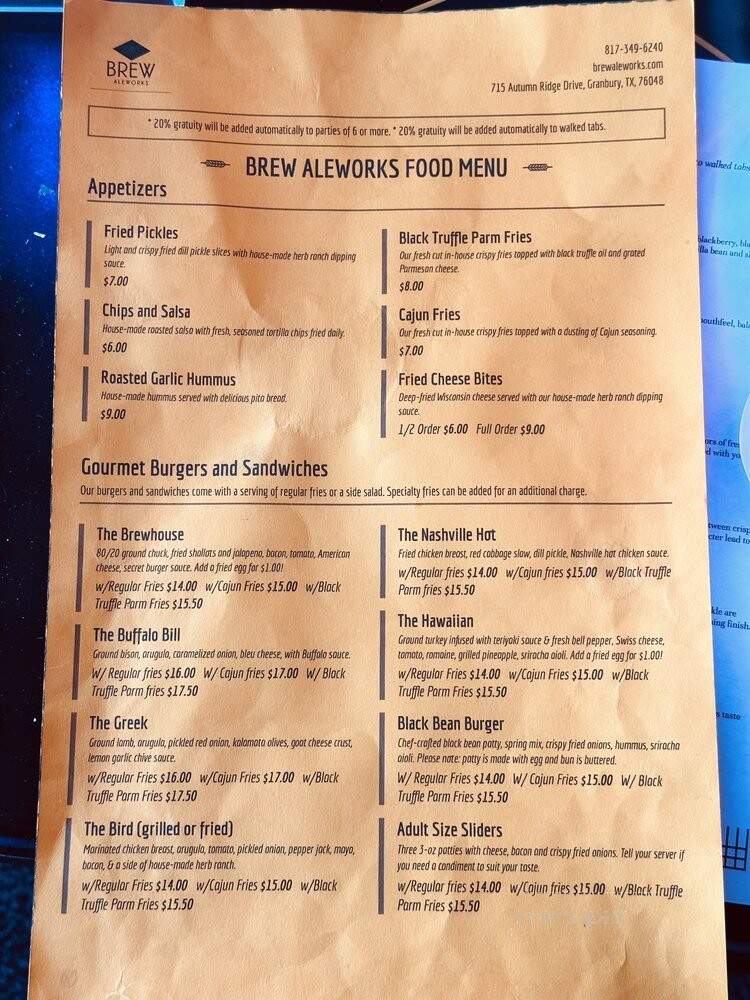 BREW
ALEWORKS
817-349-6240
brewaleworks.com
715 Autumn Ridge Drive, Granbury, TX, 76048
* 20% gratuity will be added automatically to parties of 6 or more. * 20% gratuity will be added automatically to walked tabs.
BREW ALEWORKS FOOD MENU
Appetizers
Fried Pickles
Light and crispy fried dill pickle slices with house-made herb ranch dipping
sauce.
$7.00
Chips and Salsa
House-made roasted salsa with fresh, seasoned tortilla chips fried daily.
$6.00
Roasted Garlic Hummus
House-made hummus served with delicious pita bread.
$9.00
Black Truffle Parm Fries
Our fresh cut in-house crispy fries topped with black truffle oil and grated
Parmesan cheese.
$8.00
Cajun Fries
Our fresh cut in-house crispy fries topped with a dusting of Cajun seasoning.
$7.00
Fried Cheese Bites
Deep-fried Wisconsin cheese served with our house-made herb ranch dipping
sauce.
1/2 Order $6.00 Full Order $9.00
Gourmet Burgers and Sandwiches
Our burgers and sandwiches come with a serving of regular fries or a side salad. Specialty fries can be added for an additional charge.
The Brewhouse
80/20 ground chuck, fried shallots and jalapeno, bacon, tomato, American
cheese, secret burger sauce. Add a fried egg for $1.00!
w/Regular Fries $14.00 w/Cajun Fries $15.00 w/Black
Truffle Parm Fries $15.50
The Buffalo Bill
Ground bison, arugula, caramelized onion, bleu cheese, with Buffalo sauce.
W/ Regular fries $16.00 W/ Cajun fries $17.00 W/ Black
Truffle Parm fries $17.50
The Greek
Ground lamb, arugula, pickled red onion, kalamata olives, goat cheese crust,
lemon garlic chive sauce.
w/Regular Fries $16.00 w/Cajun Fries $17.00 w/Black
Truffle Parm Fries $17.50
The Bird (grilled or fried)
Marinated chicken breast, arugula, tomato, pickled onion, pepper jack, mayo,
bacon, & a side of house-made herb ranch.
w/Regular Fries $14.00 w/Cajun Fries $15.00 w/Black
Truffle Parm Fries $15.50
The Nashville Hot
Fried chicken breast, red cabbage slaw, dill pickle, Nashville hot chicken sauce.
w/Regular fries $14.00 w/Cajun fries $15.00 w/Black Truffle
Parm fries $15.50
The Hawaiian
Ground turkey infused with teriyaki sauce & fresh bell pepper, Swiss cheese,
tomato, romaine, grilled pineapple, sriracha aioli. Add a fried egg for $1.00!
w/Regular Fries $14.00 w/Cajun Fries $15.00 w/Black
Truffle Parm Fries $15.50
Black Bean Burger
Chef-crafted black bean patty, spring mix, crispy fried onions, hummus, sriracha
aioli. Please note: patty is made with egg and bun is buttered.
W/ Regular Fries $14.00 W/ Cajun Fries $15.00 W/ Black
Truffle Parm Fries $15.50
Adult Size Sliders
Three 3-oz patties with cheese, bacon and crispy fried onions. Tell your server if
you need a condiment to suit your taste.
w/Regular fries $14.00 w/Cajun fries $15.00 w/Black Truffle
Parm Fries $15.50
to walked tabs
blackberry,
bean and
mouthfeel,
of
with
tween crisp
lead to
are
finish.
taste